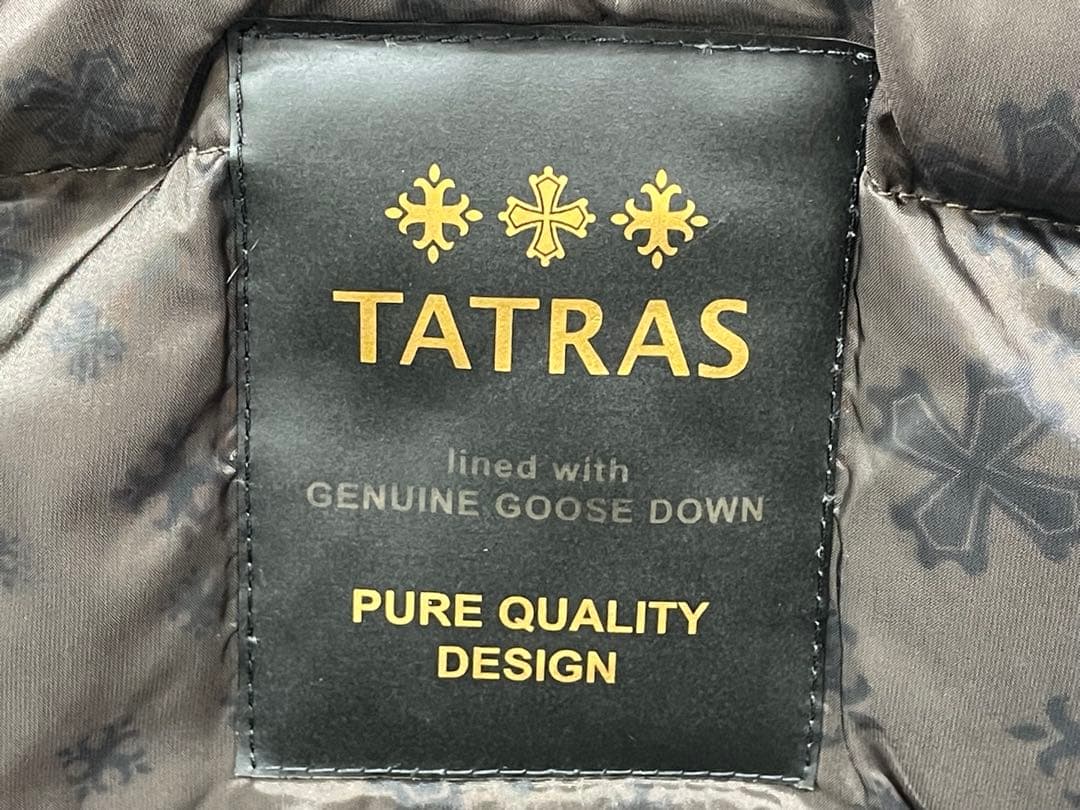 TATRAS
lined with
GENUINE GOOSE DOWN
PURE QUALITY
DESIGN